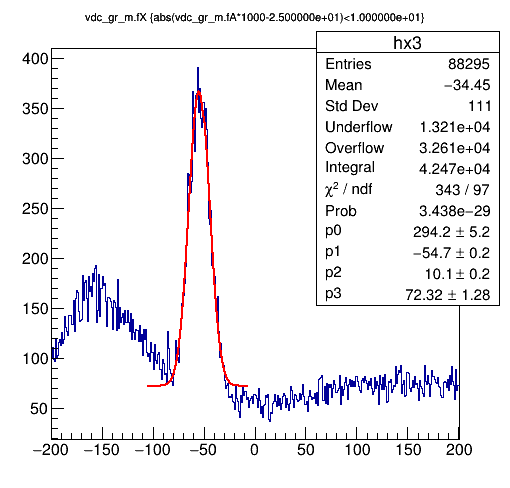 vdc_gr_m.fX {abs(vdc_gr_m.fA*1000-2.500000e+01)<1.000000e+01}
hx3
Entries 88295
Mean −34.45
Std Dev 111
Underflow 1.321e+04
Overflow 3.261e+04
Integral 4.247e+04
χ² / ndf 343 / 97
Prob 3.438e−29
p0 294.2 ± 5.2
p1 −54.7 ± 0.2
p2 10.1 ± 0.2
p3 72.32 ± 1.28
400
350
300
250
200
150
100
50
−200 −150 −100 −50 0 50 100 150 200